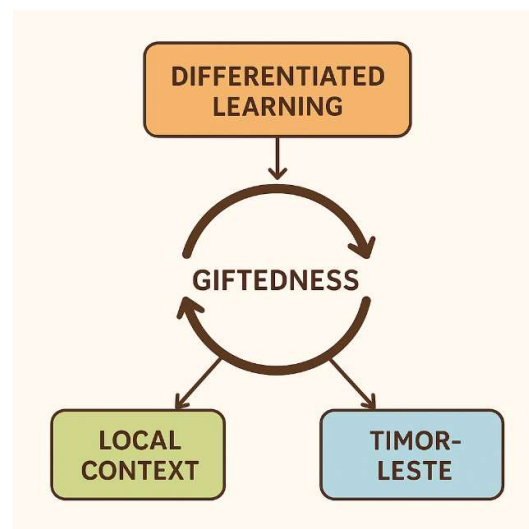 DIFFERENTIATED
LEARNING
GIFTEDNESS
LOCAL
CONTEXT
TIMOR-
LESTE